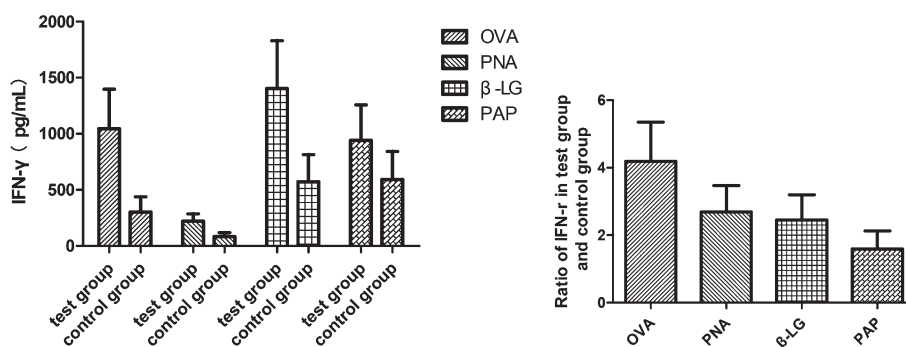 IFN-γ ( pg/mL)
2000
1500
1000
500
0
test group
control group
test group
control group
test group
control group
test group
control group
OVA
PNA
β-LG
PAP
Ratio of IFN-r in test group
and control group
6
4
2
0
OVA
PNA
β-LG
PAP